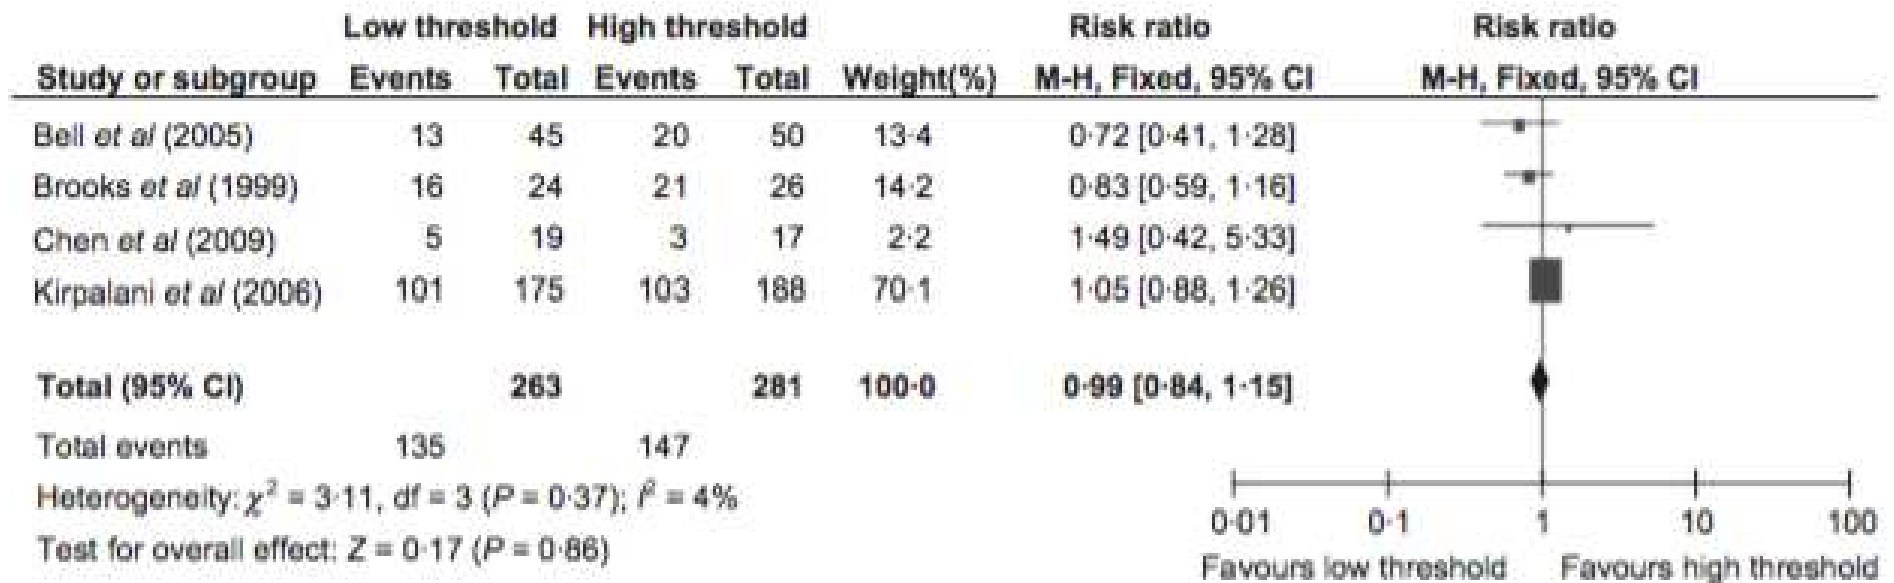 Low threshold High threshold Risk ratio Risk ratio
Study or subgroup Events Total Events Total Weight(%) M-H, Fixed, 95% CI M-H, Fixed, 95% CI
Bell et al (2005) 13 45 20 50 13·4 0·72 [0·41, 1·28]
Brooks et al (1999) 16 24 21 26 14·2 0·83 [0·59, 1·16]
Chen et al (2009) 5 19 3 17 2·2 1·49 [0·42, 5·33]
Kirpalani et al (2006) 101 175 103 188 70·1 1·05 [0·88, 1·26]
Total (95% CI) 263 281 100·0 0·99 [0·84, 1·15]
Total events 135 147
Heterogeneity: χ² = 3·11, df = 3 (P = 0·37); I² = 4%
Test for overall effect: Z = 0·17 (P = 0·86)
0·01 0·1 1 10 100
Favours low threshold Favours high threshold